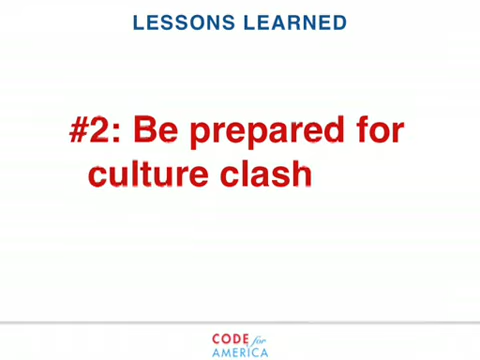 LESSONS LEARNED
#2: Be prepared for
culture clash
CODE for
AMERICA